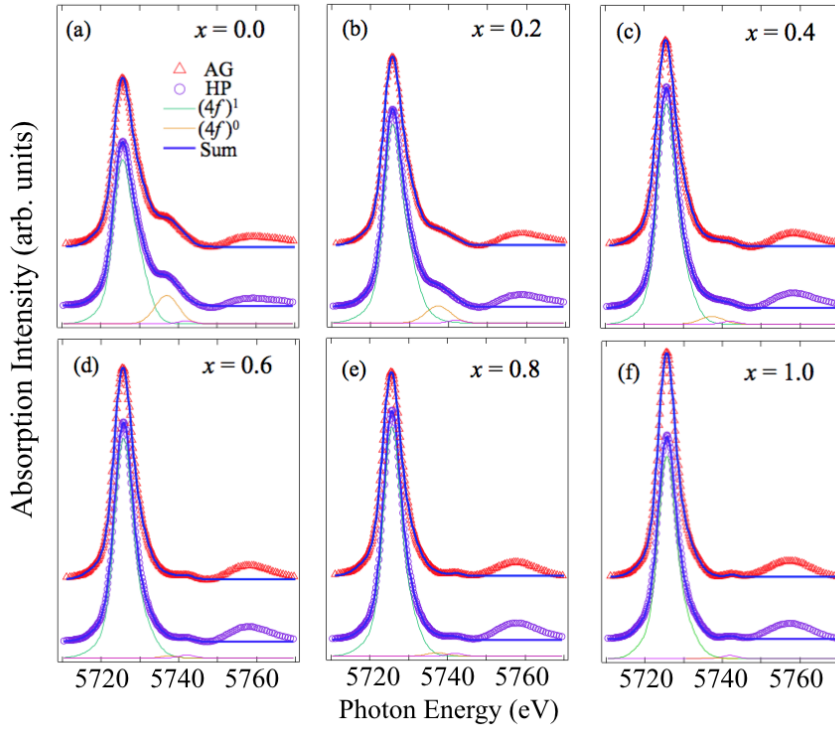 (a) x = 0.0
AG
HP
(4f)¹
(4f)⁰
Sum
(b) x = 0.2
(c) x = 0.4
Absorption Intensity (arb. units)
(d) x = 0.6
(e) x = 0.8
(f) x = 1.0
5720 5740 5760 5720 5740 5760 5720 5740 5760
Photon Energy (eV)